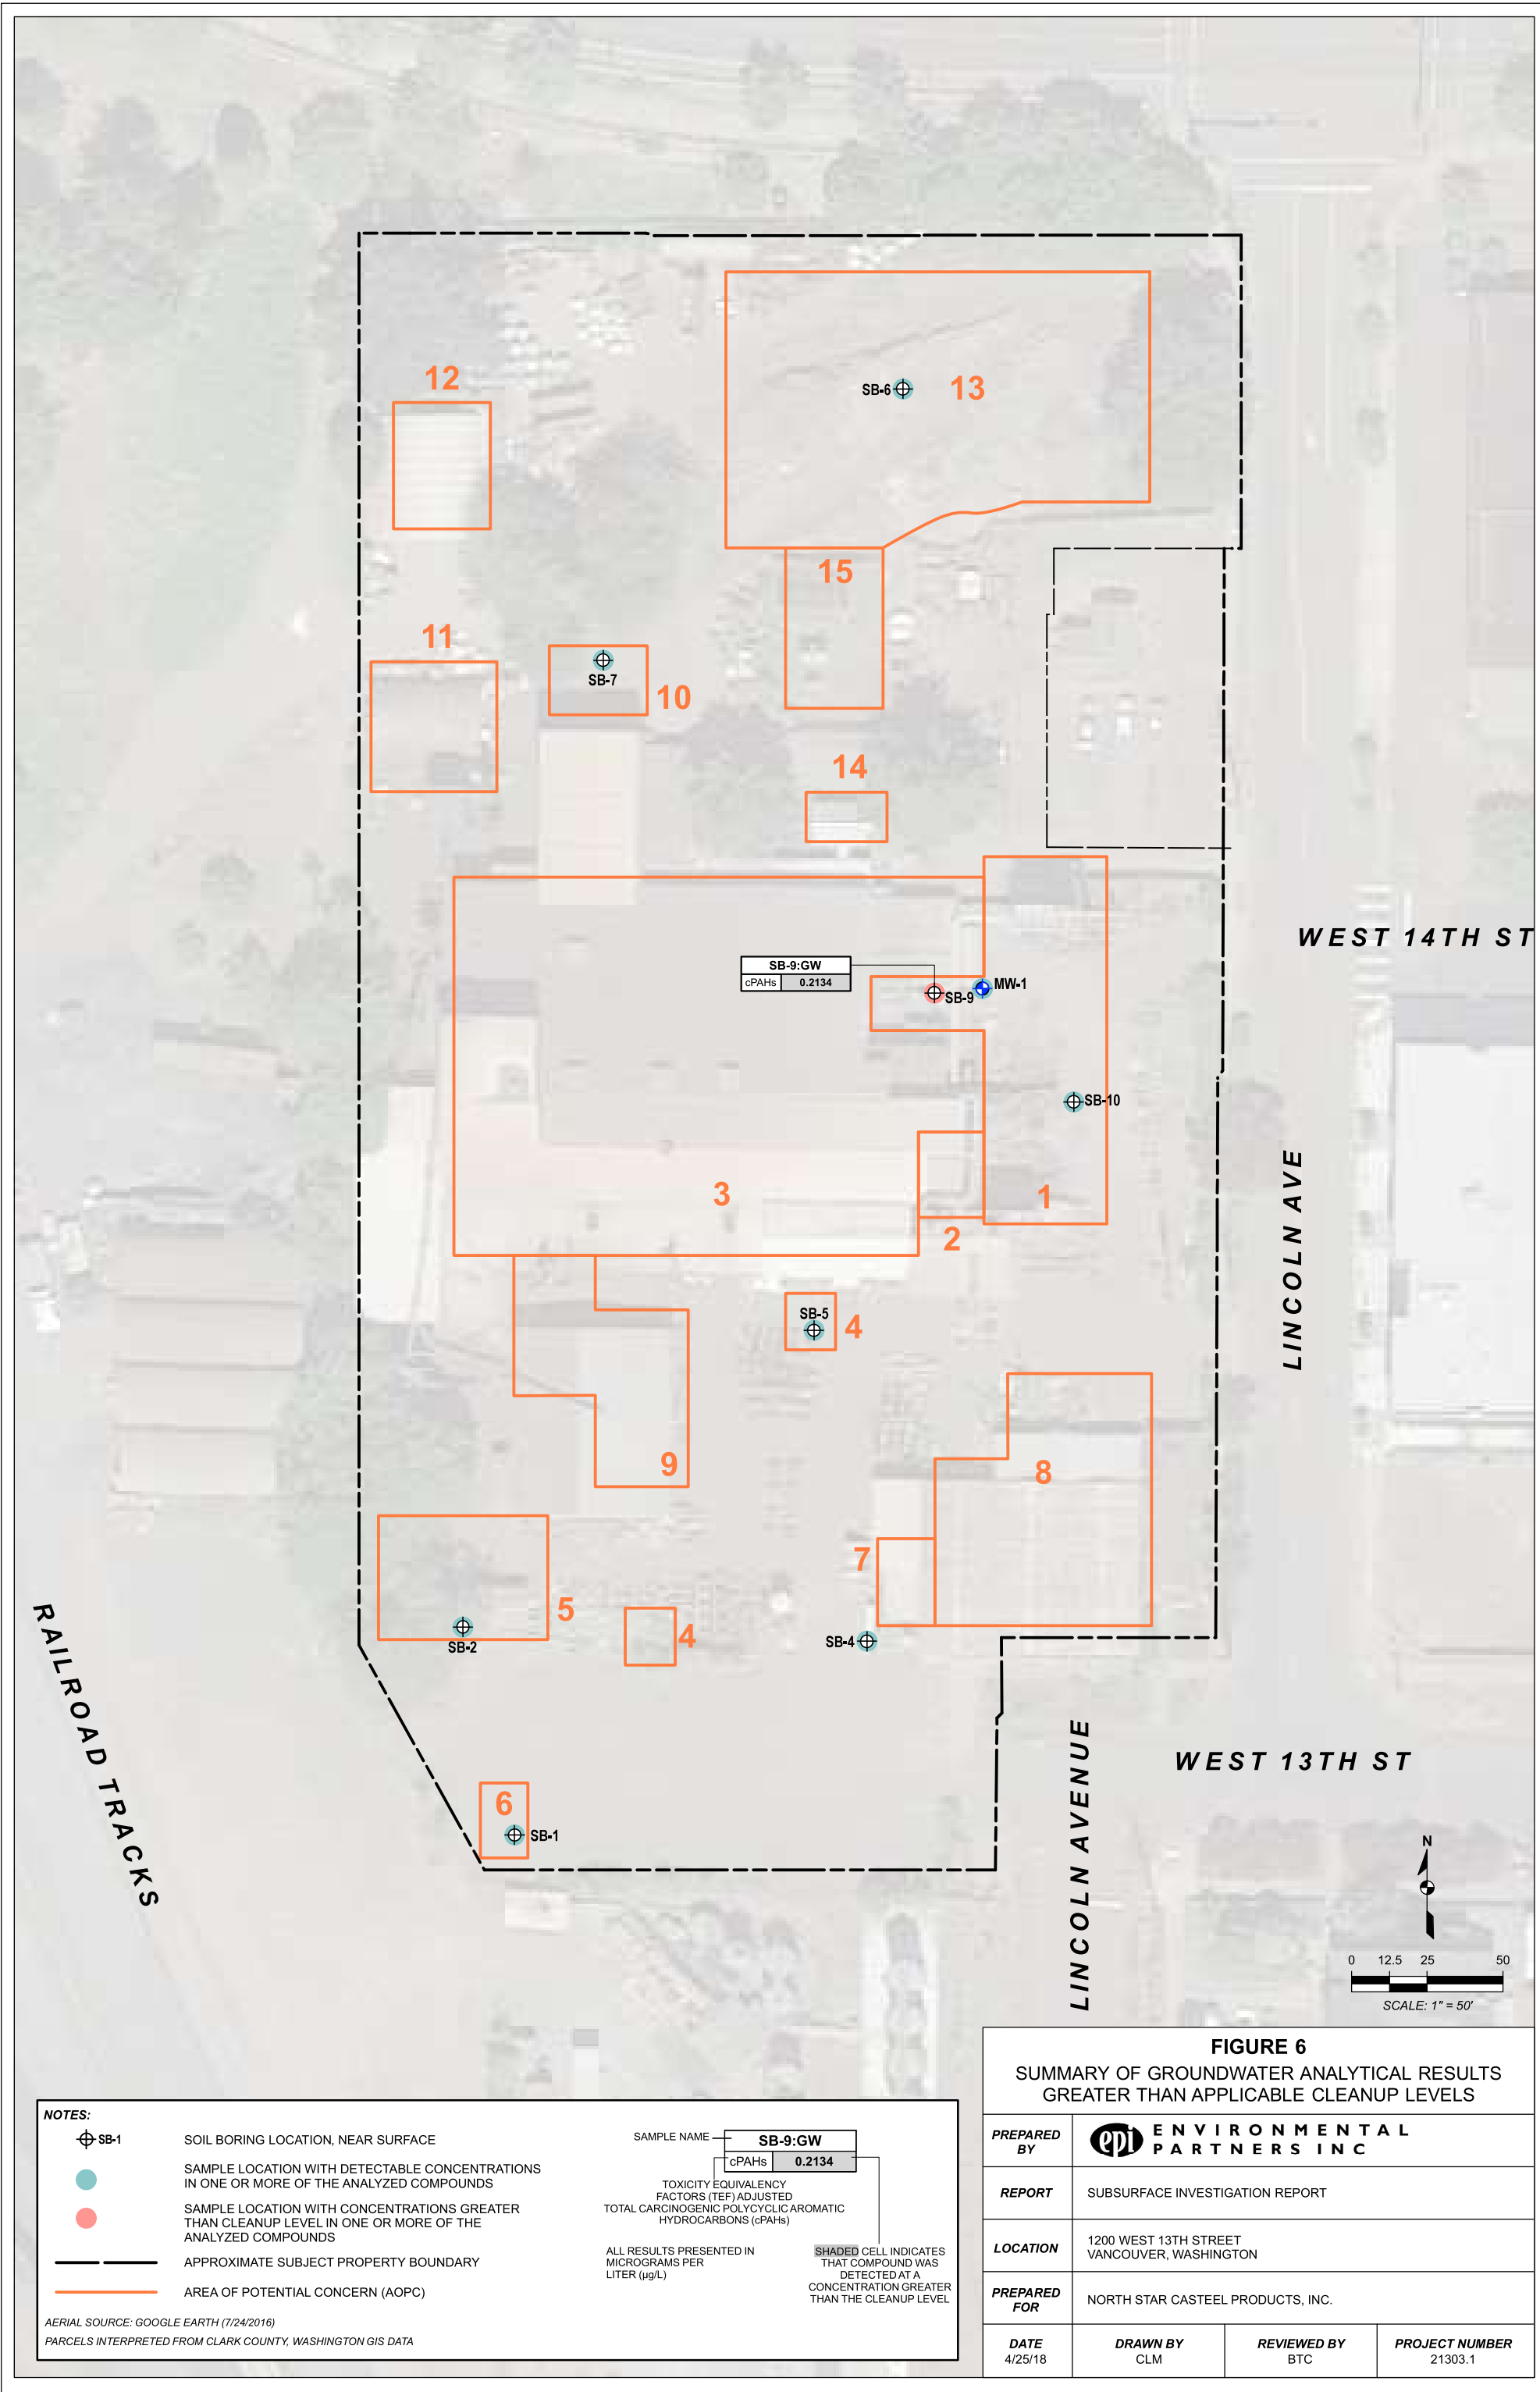 12
SB-6
13
15
11
SB-7
10
14
WEST 14TH ST
SB-9:GW
cPAHs 0.2134
SB-9
MW-1
SB-10
3
1
2
LINCOLN AVE
SB-5
4
9
8
7
5
SB-2
4
SB-4
RAILROAD TRACKS
6
SB-1
LINCOLN AVENUE
WEST 13TH ST
N
0 12.5 25 50
SCALE: 1" = 50'
NOTES:
SB-1 SOIL BORING LOCATION, NEAR SURFACE
SAMPLE LOCATION WITH DETECTABLE CONCENTRATIONS
IN ONE OR MORE OF THE ANALYZED COMPOUNDS
SAMPLE LOCATION WITH CONCENTRATIONS GREATER
THAN CLEANUP LEVEL IN ONE OR MORE OF THE
ANALYZED COMPOUNDS
APPROXIMATE SUBJECT PROPERTY BOUNDARY
AREA OF POTENTIAL CONCERN (AOPC)
AERIAL SOURCE: GOOGLE EARTH (7/24/2016)
PARCELS INTERPRETED FROM CLARK COUNTY, WASHINGTON GIS DATA
SAMPLE NAME
SB-9:GW
cPAHs 0.2134
TOXICITY EQUIVALENCY
FACTORS (TEF) ADJUSTED
TOTAL CARCINOGENIC POLYCYCLIC AROMATIC
HYDROCARBONS (cPAHs)
ALL RESULTS PRESENTED IN
MICROGRAMS PER
LITER (µg/L)
SHADED CELL INDICATES
THAT COMPOUND WAS
DETECTED AT A
CONCENTRATION GREATER
THAN THE CLEANUP LEVEL
FIGURE 6
SUMMARY OF GROUNDWATER ANALYTICAL RESULTS
GREATER THAN APPLICABLE CLEANUP LEVELS
PREPARED
BY
epi
ENVIRONMENTAL
PARTNERS INC
REPORT
SUBSURFACE INVESTIGATION REPORT
LOCATION
1200 WEST 13TH STREET
VANCOUVER, WASHINGTON
PREPARED
FOR
NORTH STAR CASTEEL PRODUCTS, INC.
DATE
4/25/18
DRAWN BY
CLM
REVIEWED BY
BTC
PROJECT NUMBER
21303.1